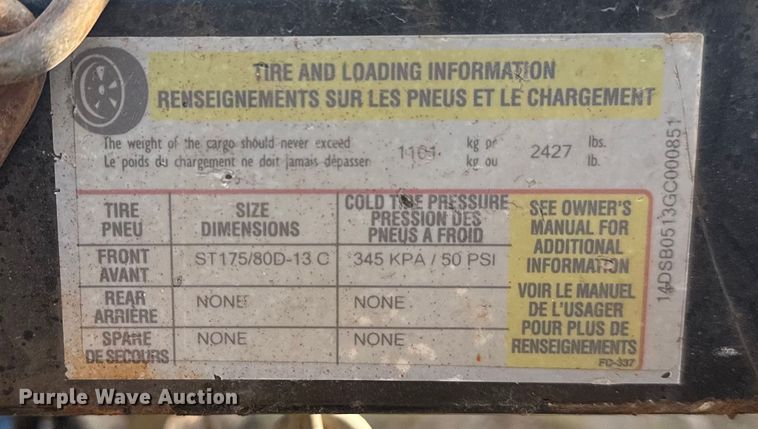 TIRE AND LOADING INFORMATION
RENSEIGNEMENTS SUR LES PNEUS ET LE CHARGEMENT
The weight of the cargo should never exceed 1101 kg or 2427 lbs.
Le poids du chargement ne doit jamais dépasser kg ou lb.
TIRE PNEU
SIZE DIMENSIONS
COLD TIRE PRESSURE
PRESSION DES
PNEUS A FROID
FRONT AVANT
ST175/80D-13 C
345 KPA / 50 PSI
REAR ARRIÈRE
NONE
NONE
SPARE DE SECOURS
NONE
NONE
SEE OWNER'S
MANUAL FOR
ADDITIONAL
INFORMATION
VOIR LE MANUEL
DE L'USAGER
POUR PLUS DE
RENSEIGNEMENTS
FC-337
14DSB0513GC000851
Purple Wave Auction